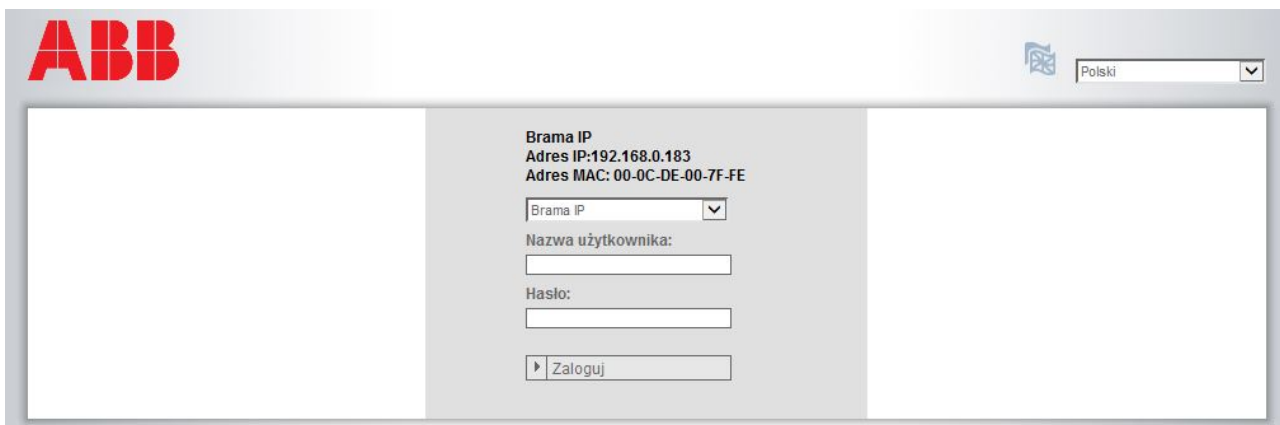 ABB
Polski
Brama IP
Adres IP:192.168.0.183
Adres MAC: 00-0C-DE-00-7F-FE
Brama IP
Nazwa użytkownika:
Hasło:
Zaloguj